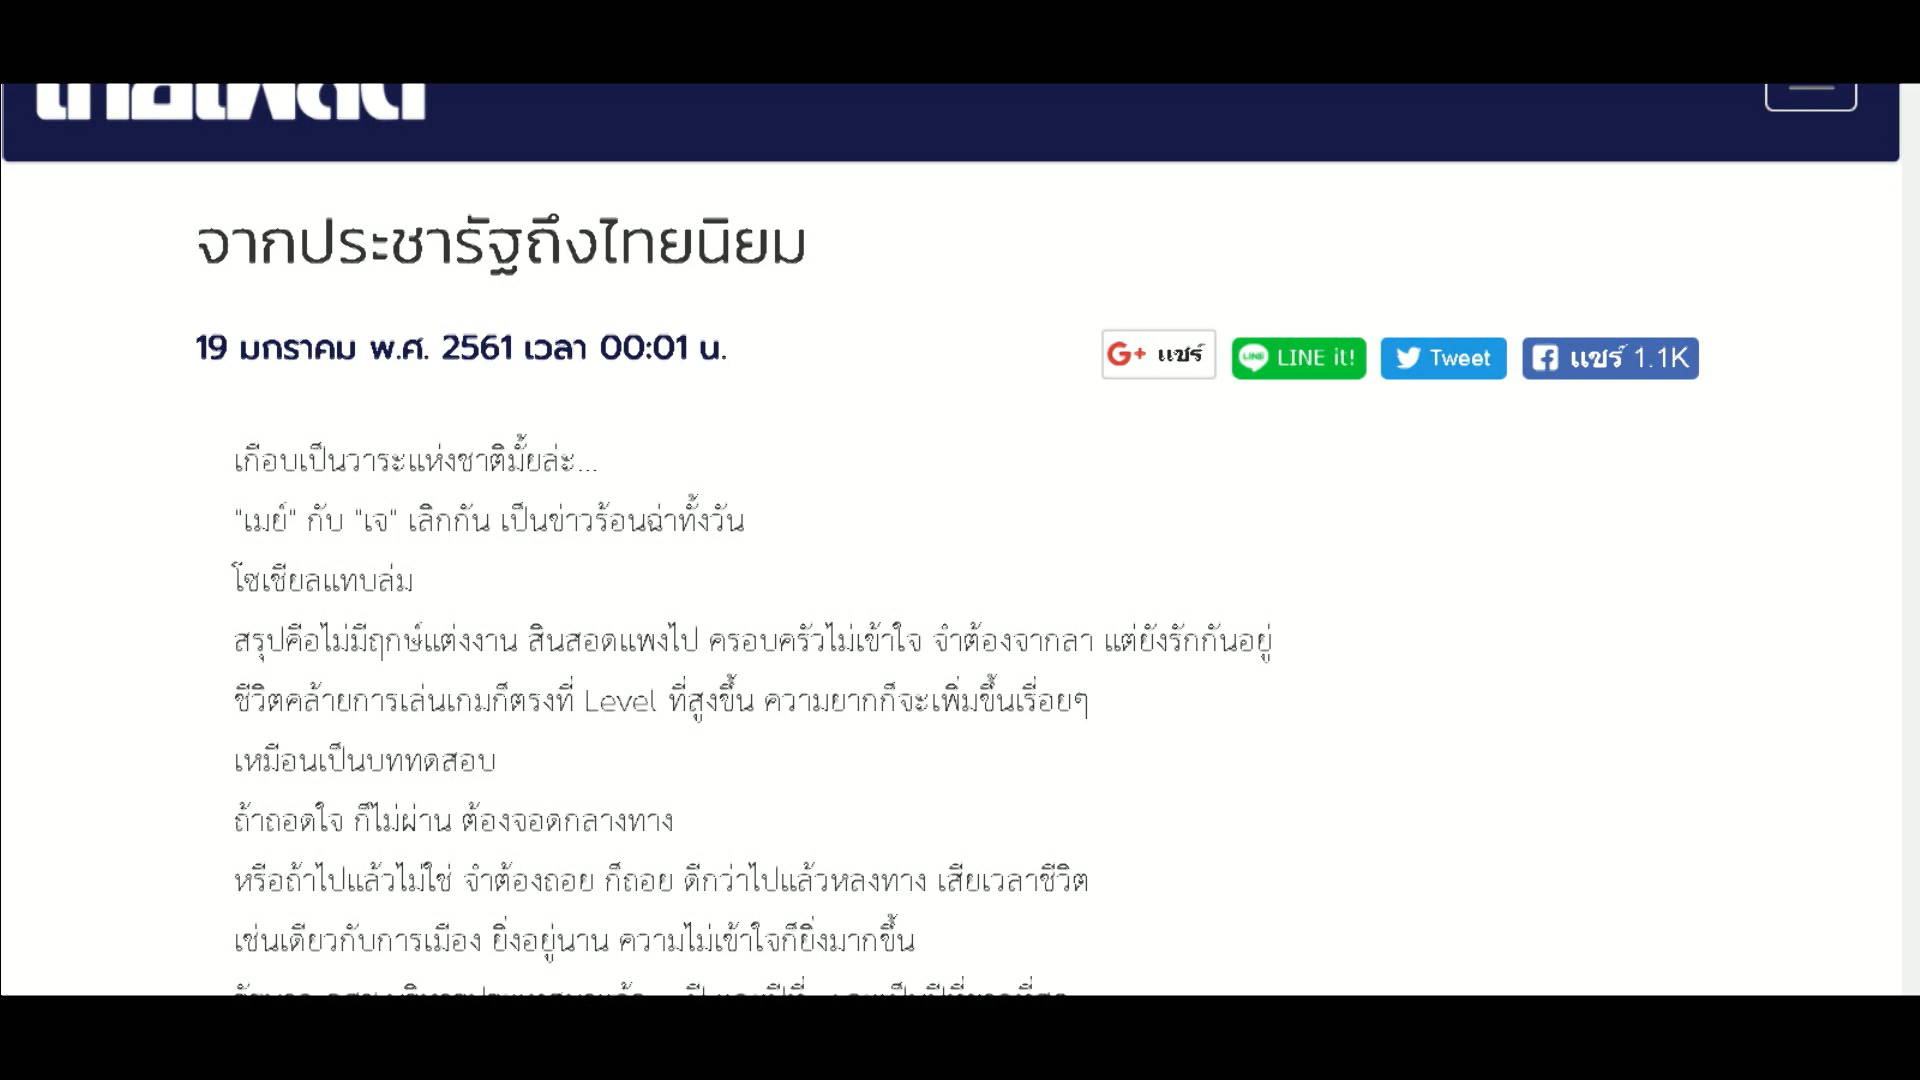 จากประชารัฐถึงไทยนิยม
19 มกราคม พ.ศ. 2561 เวลา 00:01 น.
G+ แชร์
LINE it!
Tweet
แชร์ 1.1K
เกือบเป็นวาระแห่งชาติมั้ยล่ะ...
"เมย์" กับ "เจ" เลิกกัน เป็นข่าวร้อนฉ่าทั้งวัน
โซเชียลแทบล่ม
สรุปคือไม่มีฤกษ์แต่งงาน สินสอดแพงไป ครอบครัวไม่เข้าใจ จำต้องจากลา แต่ยังรักกันอยู่
ชีวิตคล้ายการเล่นเกมก็ตรงที่ Level ที่สูงขึ้น ความยากก็จะเพิ่มขึ้นเรื่อยๆ
เหมือนเป็นบททดสอบ
ถ้าถอดใจ ก็ไม่ผ่าน ต้องจอดกลางทาง
หรือถ้าไปแล้วไม่ใช่ จำต้องถอย ก็ถอย ดีกว่าไปแล้วหลงทาง เสียเวลาชีวิต
เช่นเดียวกับการเมือง ยิ่งอยู่นาน ความไม่เข้าใจก็ยิ่งมากขึ้น